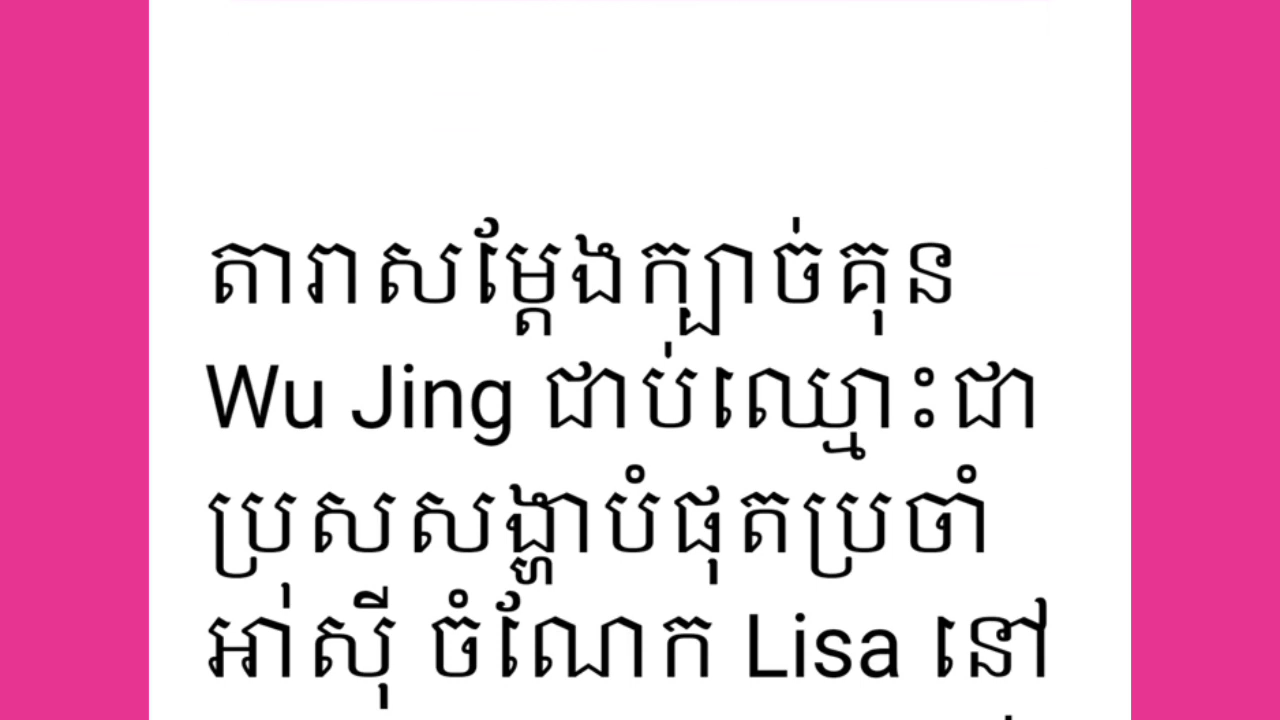 តារាសម្ដែងក្បាច់គុន
Wu Jing ជាប់ឈ្មោះជា
ប្រុសសង្ហាបំផុតប្រចាំ
អាស៊ី ចំណែក Lisa នៅ